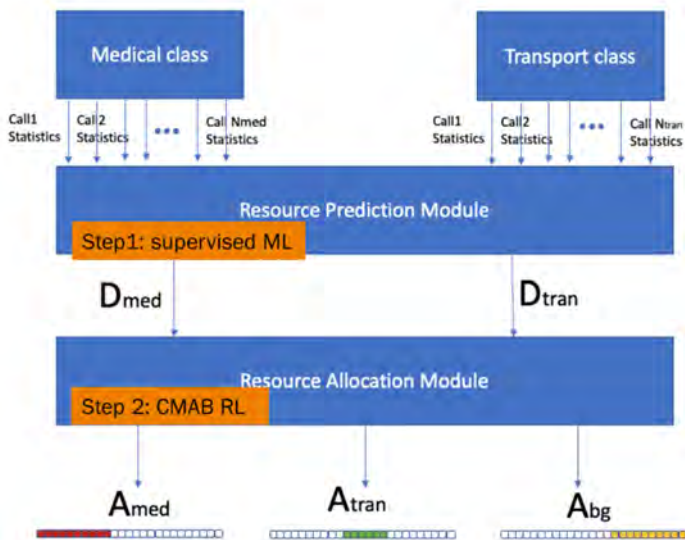 Medical class
Transport class
Call1 Statistics
Call2 Statistics
Call Nmed Statistics
Call1 Statistics
Call2 Statistics
Call Ntran Statistics
Resource Prediction Module
Step1: supervised ML
Dmed
Dtran
Resource Allocation Module
Step 2: CMAB RL
Amed
Atran
Abg